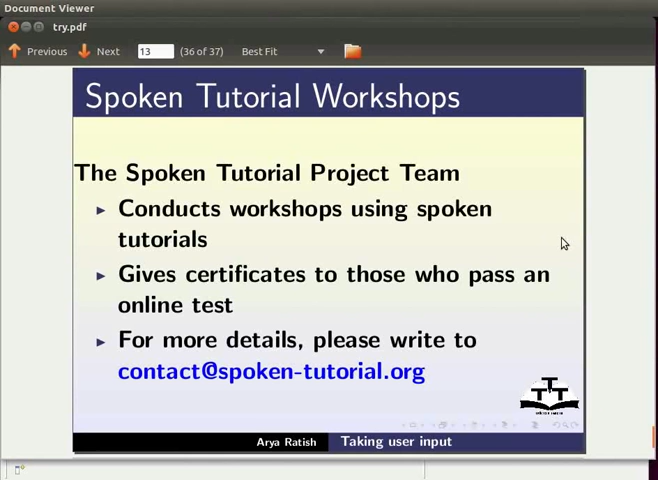 Document Viewer
try.pdf
Previous Next 13 (36 of 37) Best Fit
Spoken Tutorial Workshops
The Spoken Tutorial Project Team
Conducts workshops using spoken
tutorials
Gives certificates to those who pass an
online test
For more details, please write to
contact@spoken-tutorial.org
Arya Ratish Taking user input